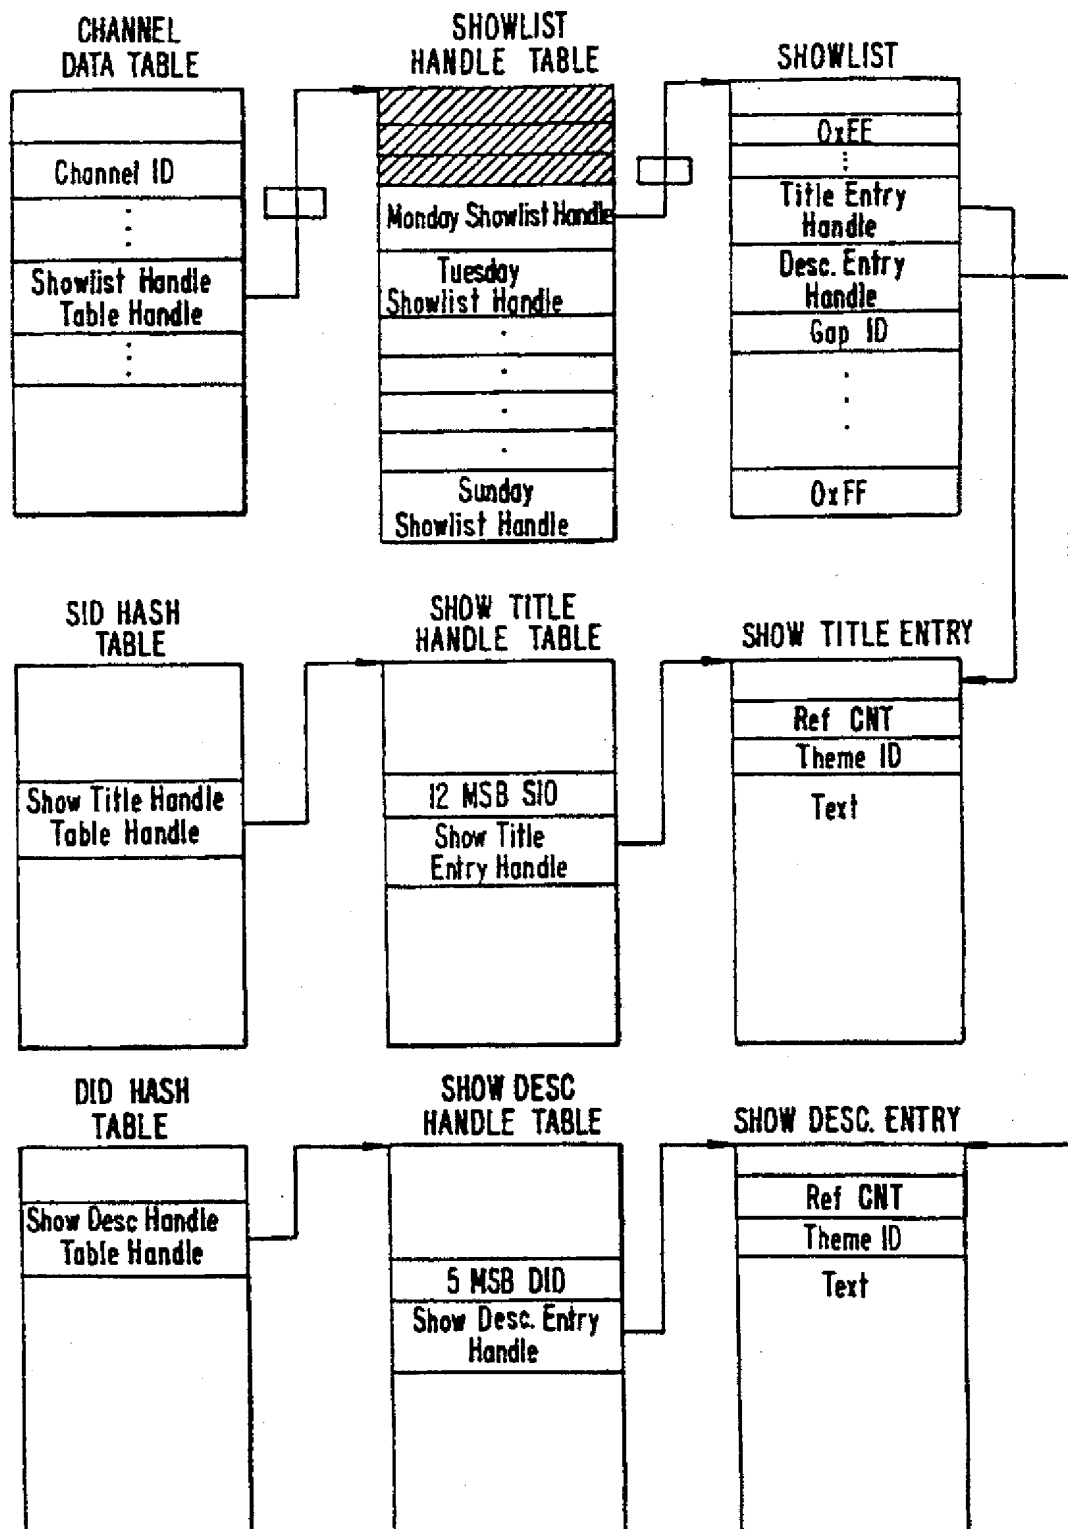 CHANNEL
DATA TABLE
Channel ID
Showlist Handle
Table Handle
SHOWLIST
HANDLE TABLE
Monday Showlist Handle
Tuesday
Showlist Handle
Sunday
Showlist Handle
SHOWLIST
0xEE
Title Entry
Handle
Desc. Entry
Handle
Gap ID
0xFF
SID HASH
TABLE
Show Title Handle
Table Handle
SHOW TITLE
HANDLE TABLE
12 MSB SIO
Show Title
Entry Handle
SHOW TITLE ENTRY
Ref CNT
Theme ID
Text
DID HASH
TABLE
Show Desc Handle
Table Handle
SHOW DESC
HANDLE TABLE
5 MSB DID
Show Desc. Entry
Handle
SHOW DESC. ENTRY
Ref CNT
Theme ID
Text